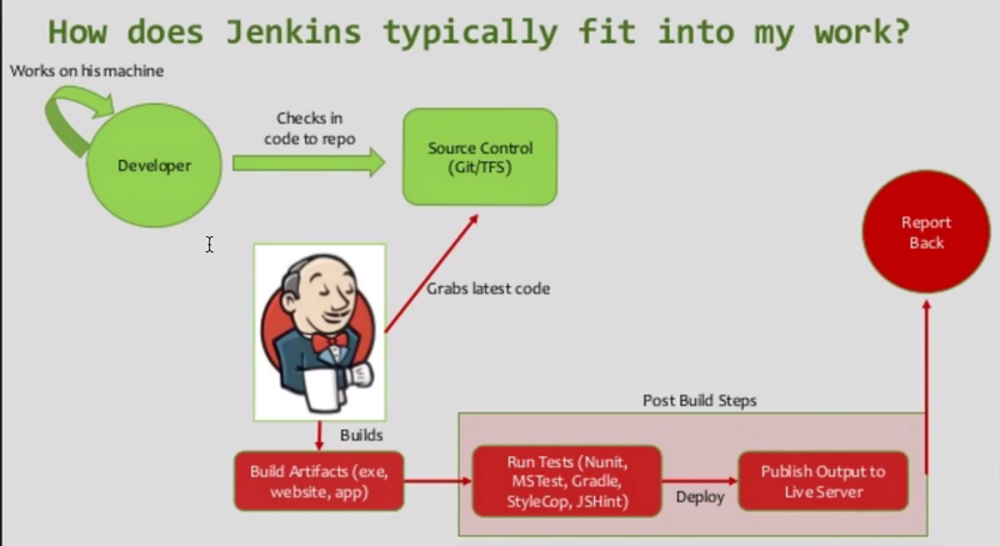 How does Jenkins typically fit into my work?
Works on his machine
Developer
Checks in
code to repo
Source Control
(Git/TFS)
Report
Back
Grabs latest code
Post Build Steps
Builds
Build Artifacts (exe,
website, app)
Run Tests (Nunit,
MSTest, Gradle,
StyleCop, JSHint)
Deploy
Publish Output to
Live Server